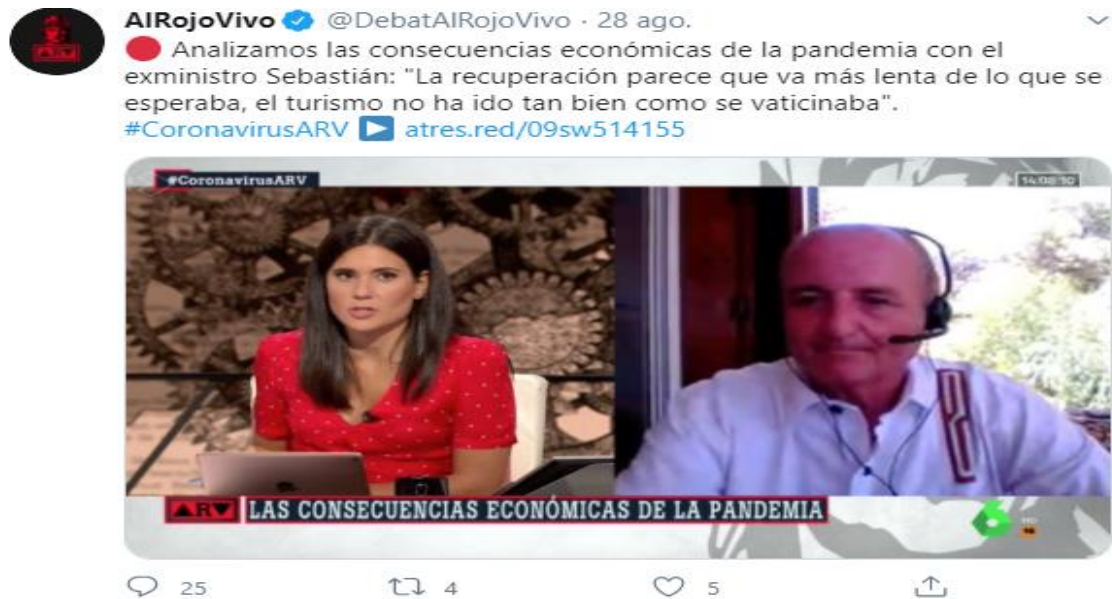 AlRojoVivo @DebatAlRojoVivo · 28 ago.
Analizamos las consecuencias económicas de la pandemia con el
exministro Sebastián: "La recuperación parece que va más lenta de lo que se
esperaba, el turismo no ha ido tan bien como se vaticinaba".
#CoronavirusARV atres.red/09sw514155
#CoronavirusARV
14:08:10
ARV LAS CONSECUENCIAS ECONÓMICAS DE LA PANDEMIA
6
25 4 5